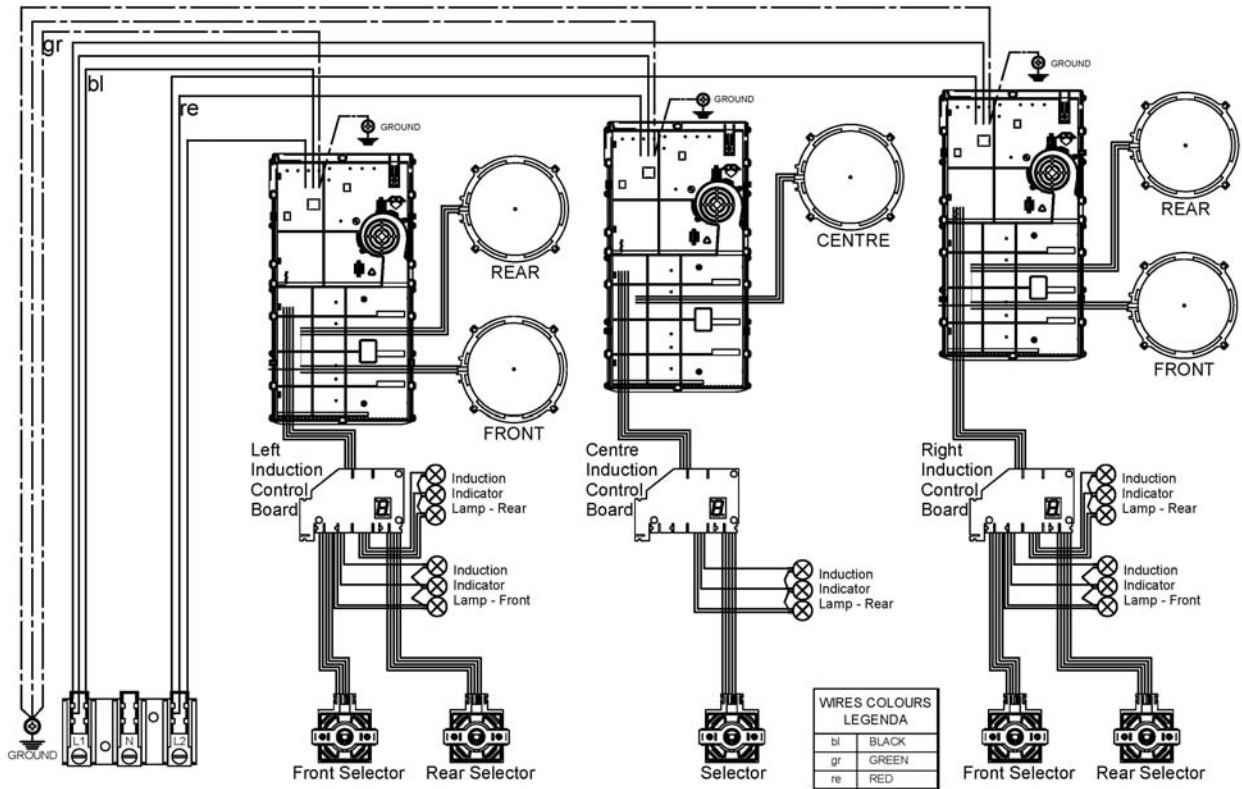 gr
bl
re
GROUND
GROUND
GROUND
REAR
FRONT
CENTRE
REAR
FRONT
Left
Induction
Control
Board
Induction
Indicator
Lamp - Rear
Induction
Indicator
Lamp - Front
Centre
Induction
Control
Board
Induction
Indicator
Lamp - Rear
Right
Induction
Control
Board
Induction
Indicator
Lamp - Rear
Induction
Indicator
Lamp - Front
GROUND
L1
N
L2
Front Selector
Rear Selector
Selector
WIRES COLOURS
LEGENDA
bl BLACK
gr GREEN
re RED
Front Selector
Rear Selector